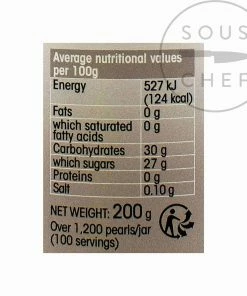 SOUS
CHEF
Average nutritional values
per 100g
Energy 527 kJ
(124 kcal)
Fats 0 g
which saturated 0 g
fatty acids
Carbohydrates 30 g
which sugars 27 g
Proteins 0 g
Salt 0.10 g
NET WEIGHT: 200 g
Over 1,200 pearls/jar
(100 servings)